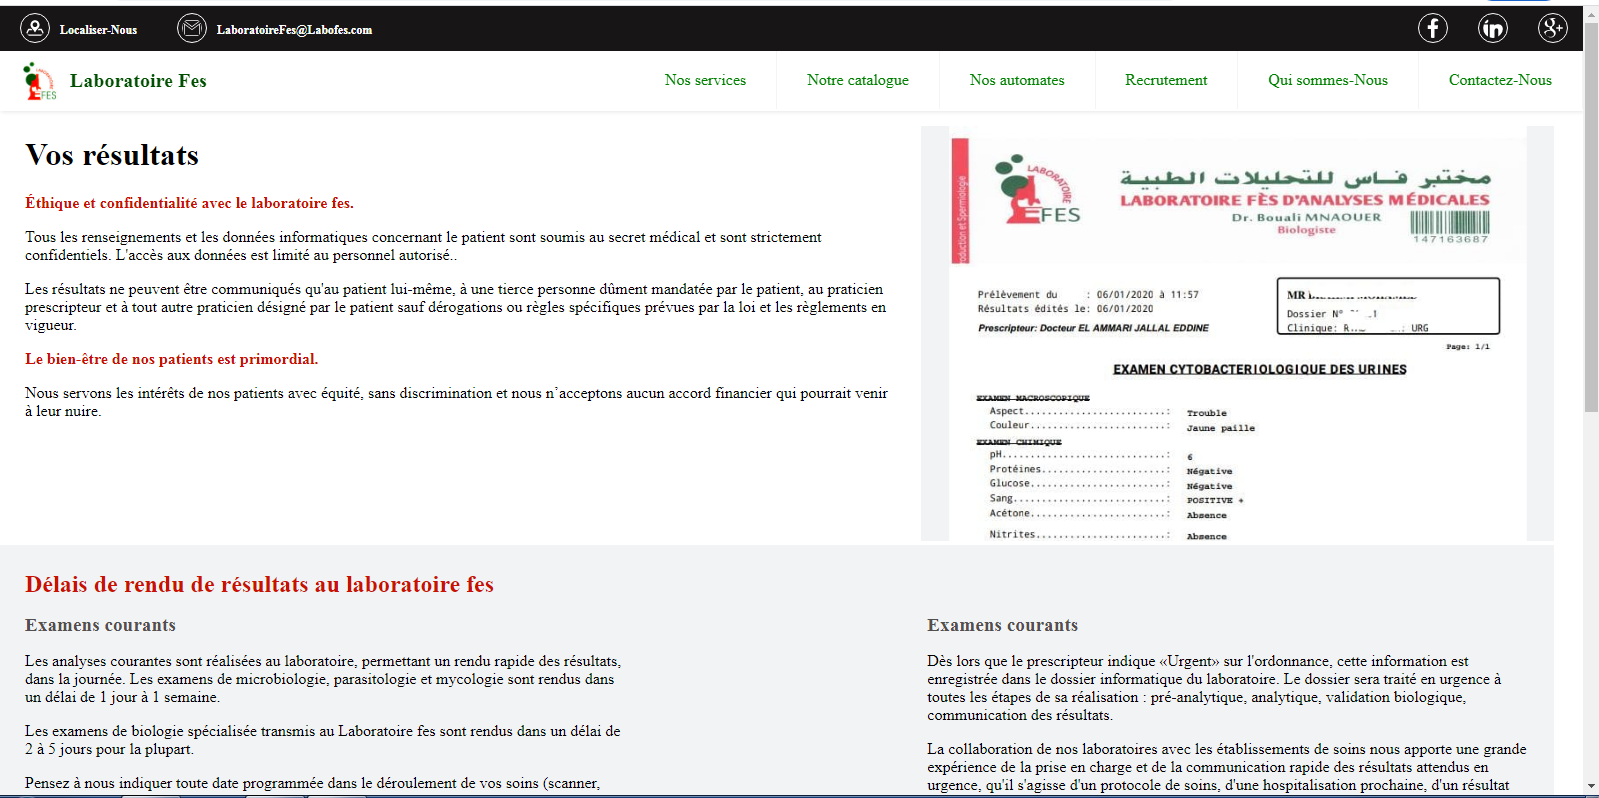 Localiser-Nous
LaboratoireFes@Labofes.com
Laboratoire Fes
Nos services
Notre catalogue
Nos automates
Recrutement
Qui sommes-Nous
Contactez-Nous
Vos résultats
Éthique et confidentialité avec le laboratoire fes.
Tous les renseignements et les données informatiques concernant le patient sont soumis au secret médical et sont strictement
confidentiels. L'accès aux données est limité au personnel autorisé..
Les résultats ne peuvent être communiqués qu'au patient lui-même, à une tierce personne dûment mandatée par le patient, au praticien
prescripteur et à tout autre praticien désigné par le patient sauf dérogations ou règles spécifiques prévues par la loi et les règlements en
vigueur.
Le bien-être de nos patients est primordial.
Nous servons les intérêts de nos patients avec équité, sans discrimination et nous n’acceptons aucun accord financier qui pourrait venir
à leur nuire.
duction et Spermiologie
LABORATOIRE
FES
مختبر فاس للتحليلات الطبية
LABORATOIRE FÈS D'ANALYSES MÉDICALES
Dr. Bouali MNAOUER
Biologiste
147163687
Prélèvement du : 06/01/2020 à 11:57
Résultats édités le: 06/01/2020
Prescripteur: Docteur EL AMMARI JALLAL EDDINE
MR
Dossier N°
Clinique: URG
Page: 1/1
EXAMEN CYTOBACTERIOLOGIQUE DES URINES
EXAMEN MACROSCOPIQUE
Aspect..........................: Trouble
Couleur.........................: Jaune paille
EXAMEN CHIMIQUE
pH..............................: 6
Protéines.......................: Négative
Glucose.........................: Négative
Sang............................: POSITIVE +
Acétone.........................: Absence
Nitrites........................: Absence
Délais de rendu de résultats au laboratoire fes
Examens courants
Les analyses courantes sont réalisées au laboratoire, permettant un rendu rapide des résultats,
dans la journée. Les examens de microbiologie, parasitologie et mycologie sont rendus dans
un délai de 1 jour à 1 semaine.
Les examens de biologie spécialisée transmis au Laboratoire fes sont rendus dans un délai de
2 à 5 jours pour la plupart.
Pensez à nous indiquer toute date programmée dans le déroulement de vos soins (scanner,
Examens courants
Dès lors que le prescripteur indique «Urgent» sur l'ordonnance, cette information est
enregistrée dans le dossier informatique du laboratoire. Le dossier sera traité en urgence à
toutes les étapes de sa réalisation : pré-analytique, analytique, validation biologique,
communication des résultats.
La collaboration de nos laboratoires avec les établissements de soins nous apporte une grande
expérience de la prise en charge et de la communication rapide des résultats attendus en
urgence, qu'il s'agisse d'un protocole de soins, d'une hospitalisation prochaine, d'un résultat